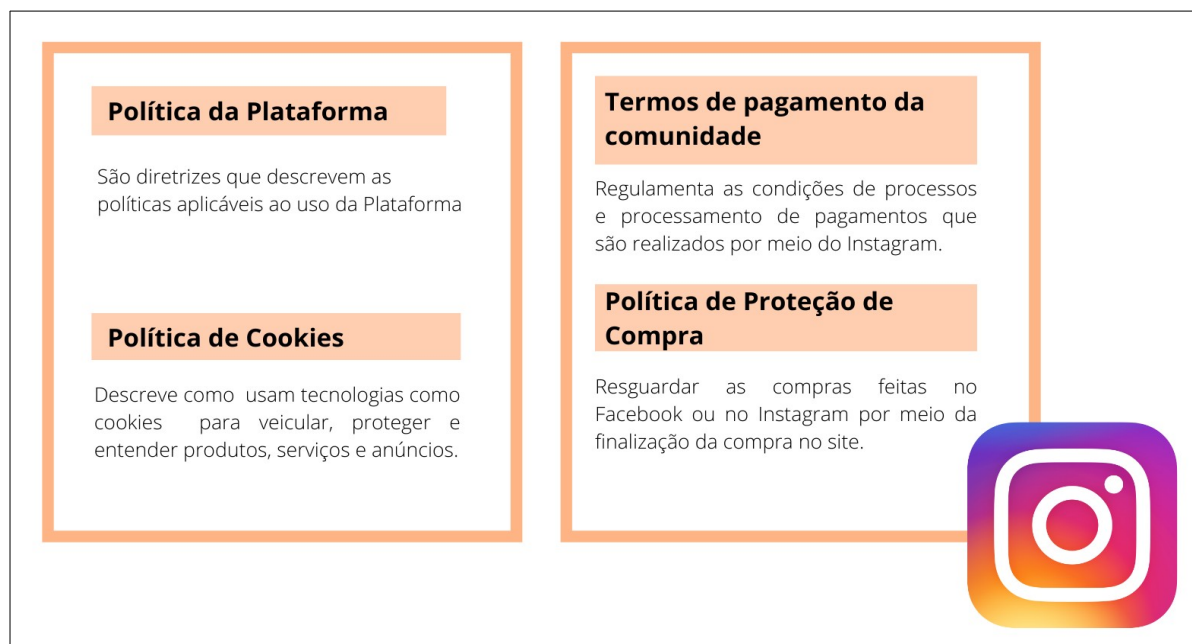 Política da Plataforma
São diretrizes que descrevem as
políticas aplicáveis ao uso da Plataforma
Política de Cookies
Descreve como usam tecnologias como
cookies para veicular, proteger e
entender produtos, serviços e anúncios.
Termos de pagamento da
comunidade
Regulamenta as condições de processos
e processamento de pagamentos que
são realizados por meio do Instagram.
Política de Proteção de
Compra
Resguardar as compras feitas no
Facebook ou no Instagram por meio da
finalização da compra no site.